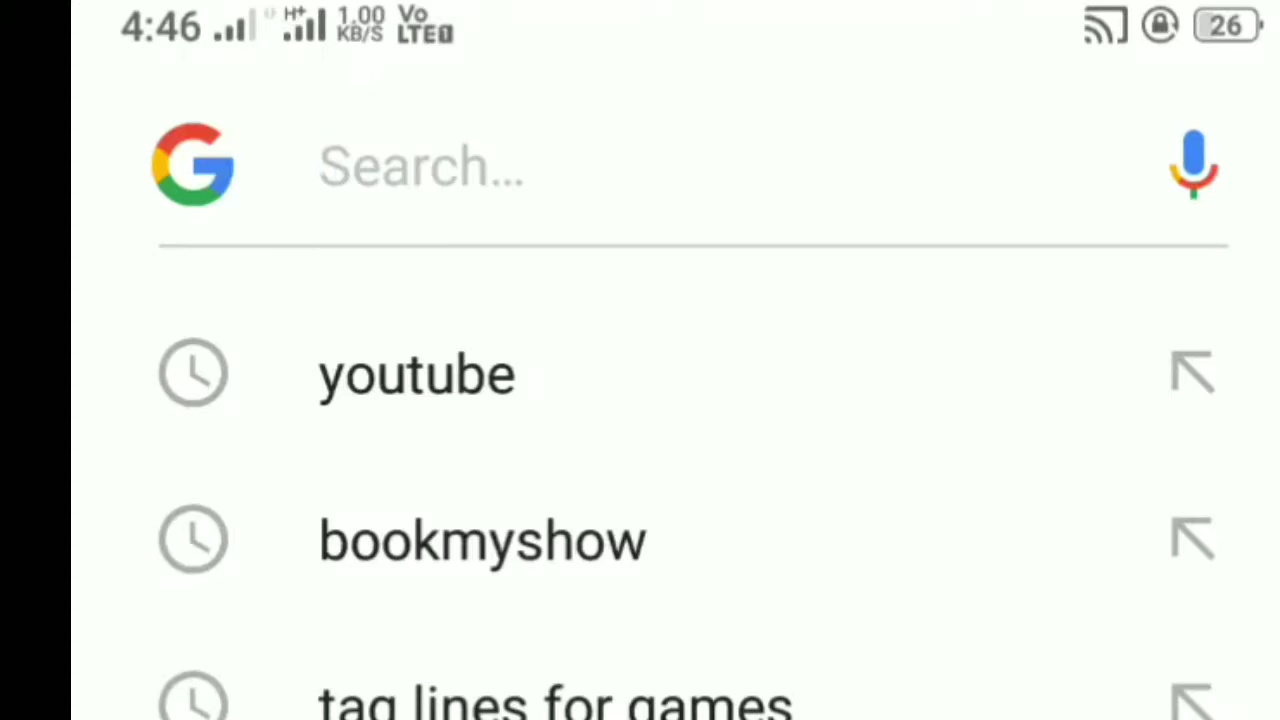 4:46 H+ 1.00 KB/S Vo LTE 26
Search...
youtube
bookmyshow
tag lines for games